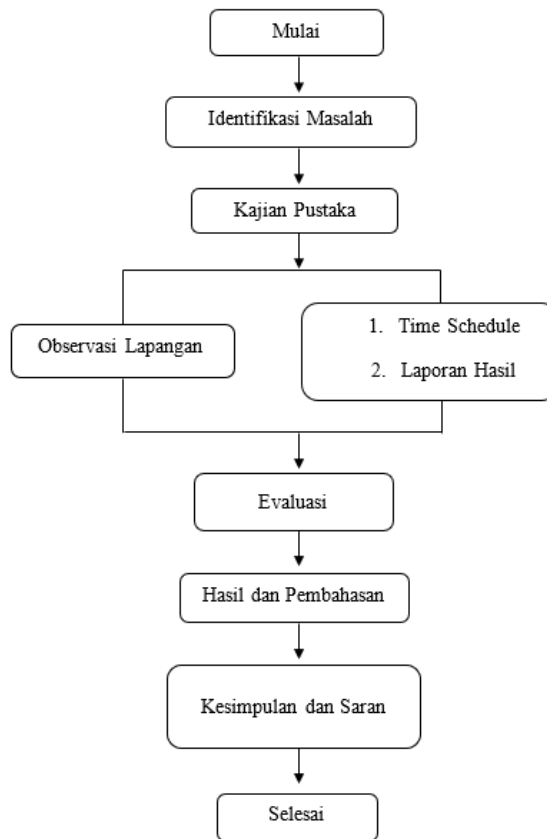 Mulai
Identifikasi Masalah
Kajian Pustaka
Observasi Lapangan
1. Time Schedule
2. Laporan Hasil
Evaluasi
Hasil dan Pembahasan
Kesimpulan dan Saran
Selesai